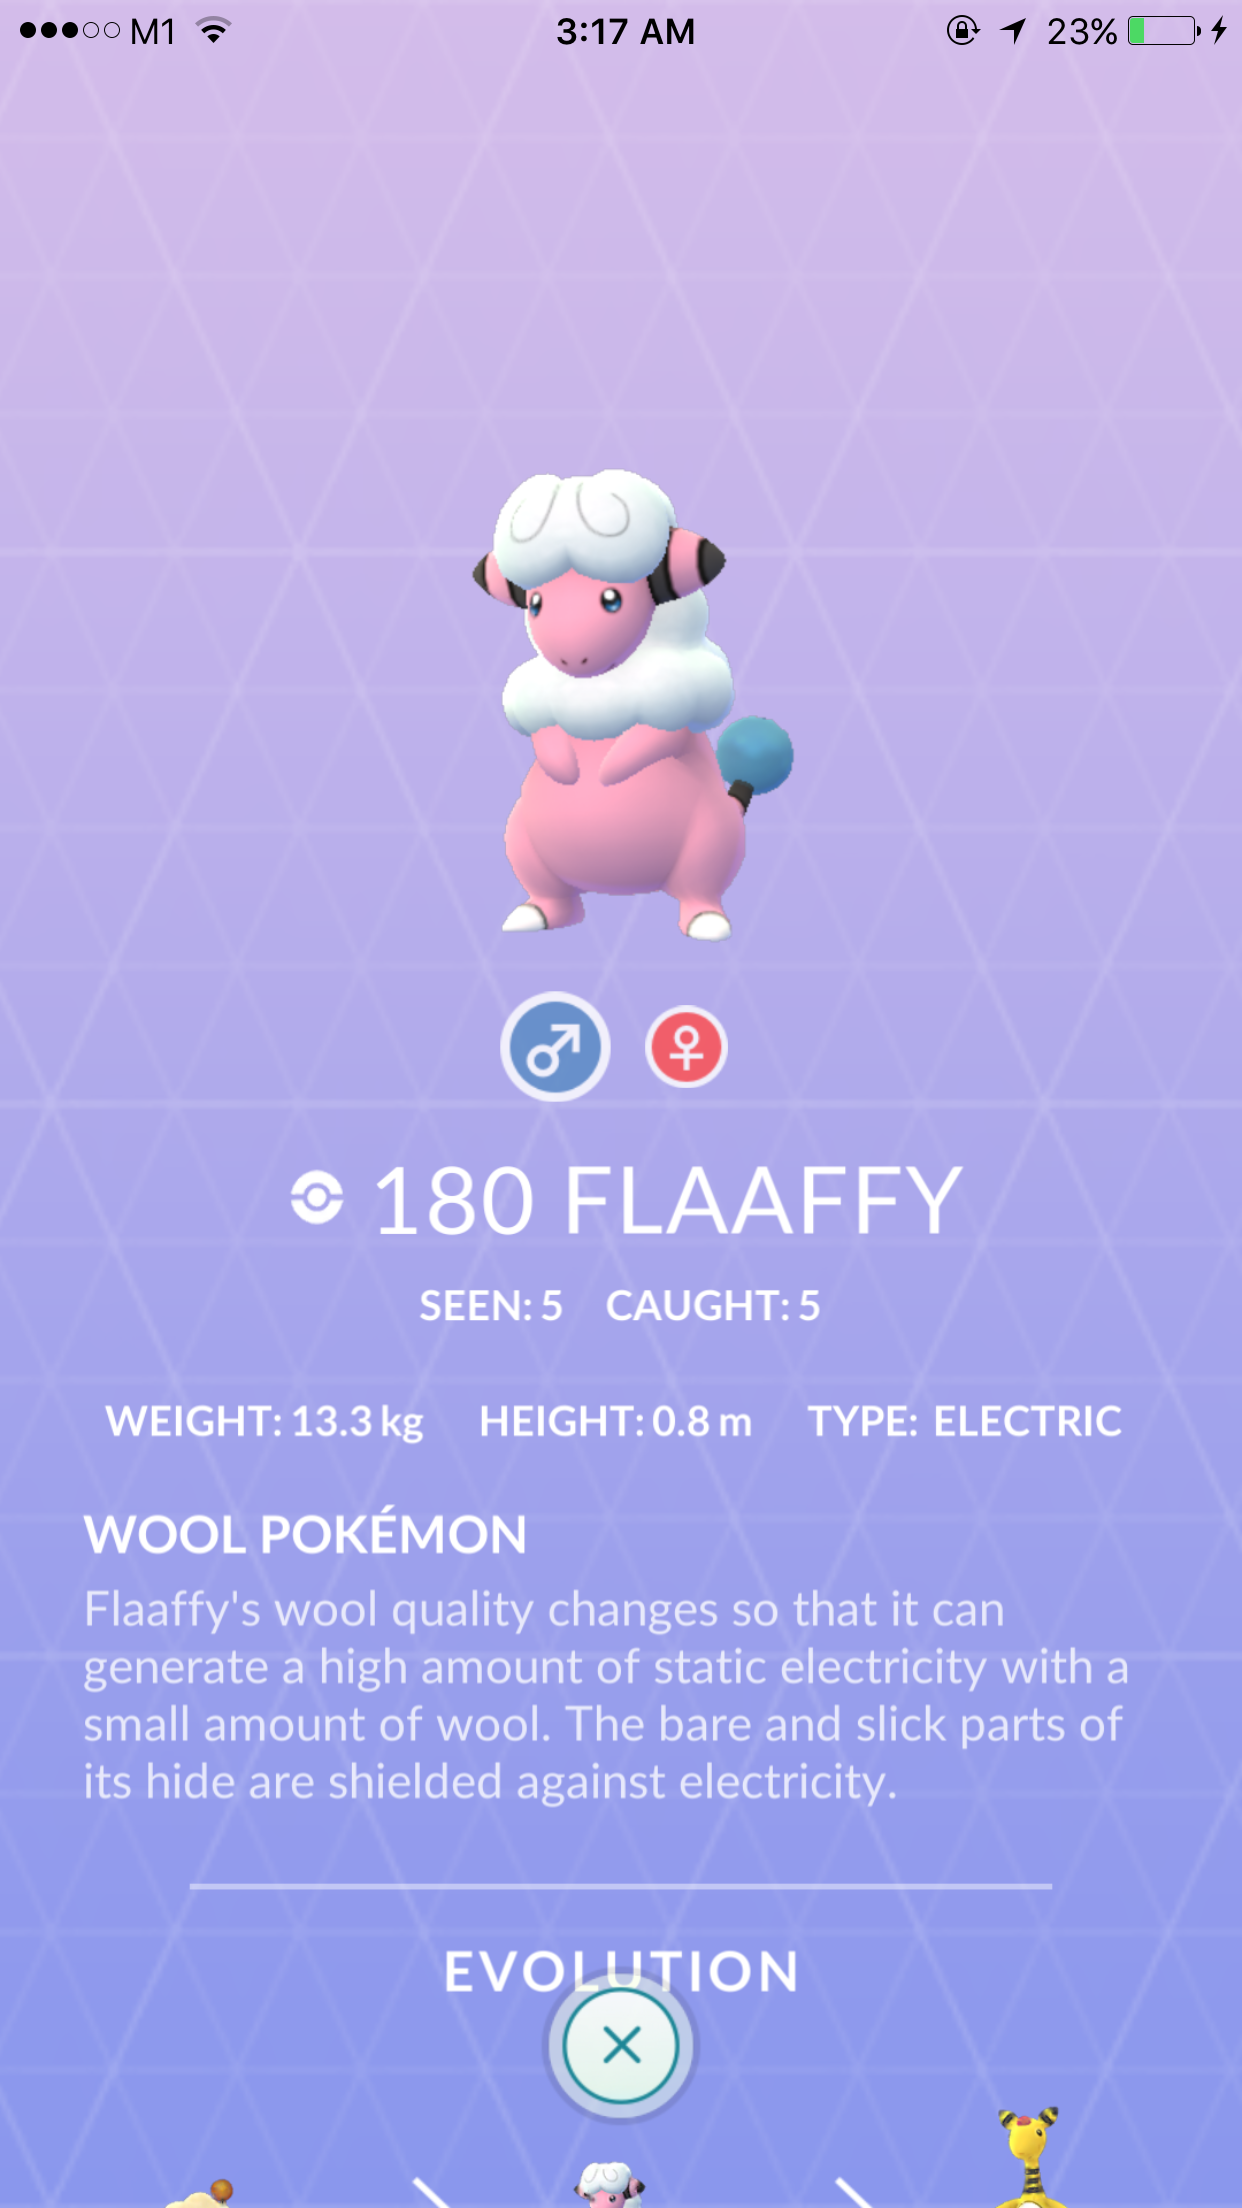 M1 3:17 AM 23%
180 FLAAFFY
SEEN: 5 CAUGHT: 5
WEIGHT: 13.3 kg HEIGHT: 0.8 m TYPE: ELECTRIC
WOOL POKÉMON
Flaaffy's wool quality changes so that it can
generate a high amount of static electricity with a
small amount of wool. The bare and slick parts of
its hide are shielded against electricity.
EVOLUTION